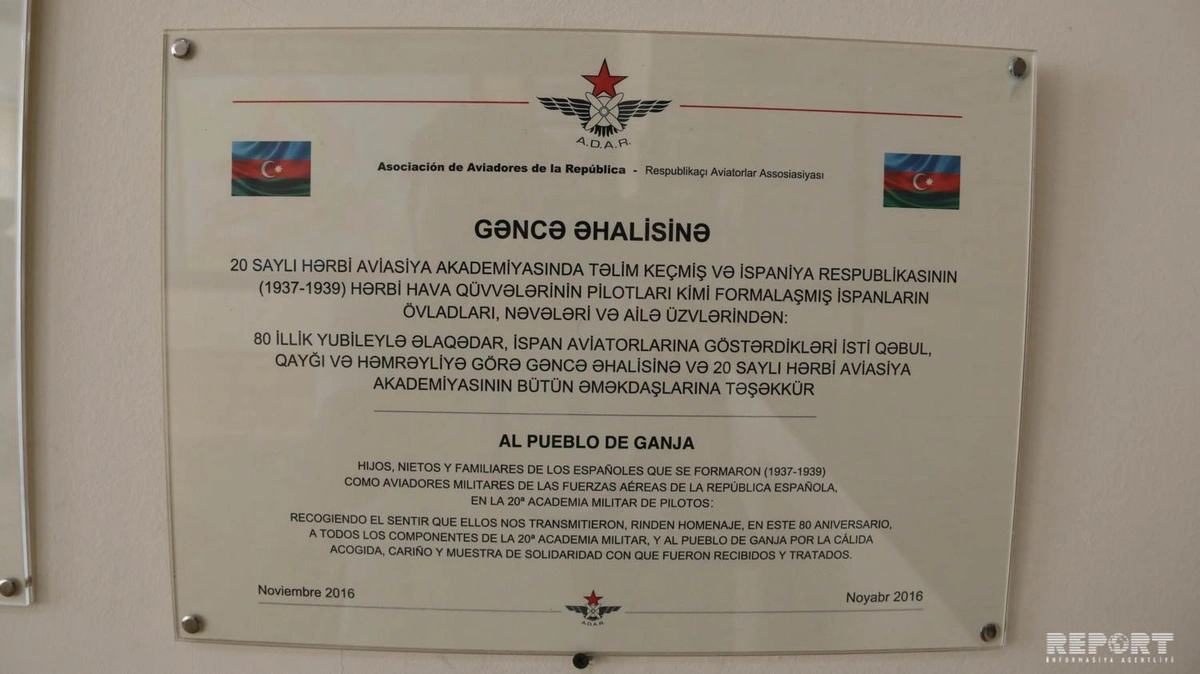 A.D.A.R.
Asociación de Aviadores de la República - Respublikaçı Aviatorlar Assosiasiyası
GƏNCƏ ƏHALİSİNƏ
20 SAYLI HƏRBİ AVİASİYA AKADEMİYASINDA TƏLİM KEÇMİŞ VƏ İSPANİYA RESPUBLİKASININ
(1937-1939) HƏRBİ HAVA QÜVVƏLƏRİNİN PİLOTLARI KİMİ FORMALAŞMIŞ İSPANLARIN
ÖVLADLARI, NƏVƏLƏRİ VƏ AİLƏ ÜZVLƏRİNDƏN:
80 İLLİK YUBİLEYLƏ ƏLAQƏDAR, İSPAN AVİATORLARINA GÖSTƏRDİKLƏRİ İSTİ QƏBUL,
QAYĞI VƏ HƏMRƏYLİYƏ GÖRƏ GƏNCƏ ƏHALİSİNƏ VƏ 20 SAYLI HƏRBİ AVİASİYA
AKADEMİYASININ BÜTÜN ƏMƏKDAŞLARINA TƏŞƏKKÜR
AL PUEBLO DE GANJA
HIJOS, NIETOS Y FAMILIARES DE LOS ESPAÑOLES QUE SE FORMARON (1937-1939)
COMO AVIADORES MILITARES DE LAS FUERZAS AÉREAS DE LA REPÚBLICA ESPAÑOLA,
EN LA 20ª ACADEMIA MILITAR DE PILOTOS:
RECOGIENDO EL SENTIR QUE ELLOS NOS TRANSMITIERON, RINDEN HOMENAJE, EN ESTE 80 ANIVERSARIO,
A TODOS LOS COMPONENTES DE LA 20ª ACADEMIA MILITAR, Y AL PUEBLO DE GANJA POR LA CÁLIDA
ACOGIDA, CARIÑO Y MUESTRA DE SOLIDARIDAD CON QUE FUERON RECIBIDOS Y TRATADOS.
Noviembre 2016
Noyabr 2016
A.D.A.R.
REPORT
İNFORMASİYA AGENTLİYİ